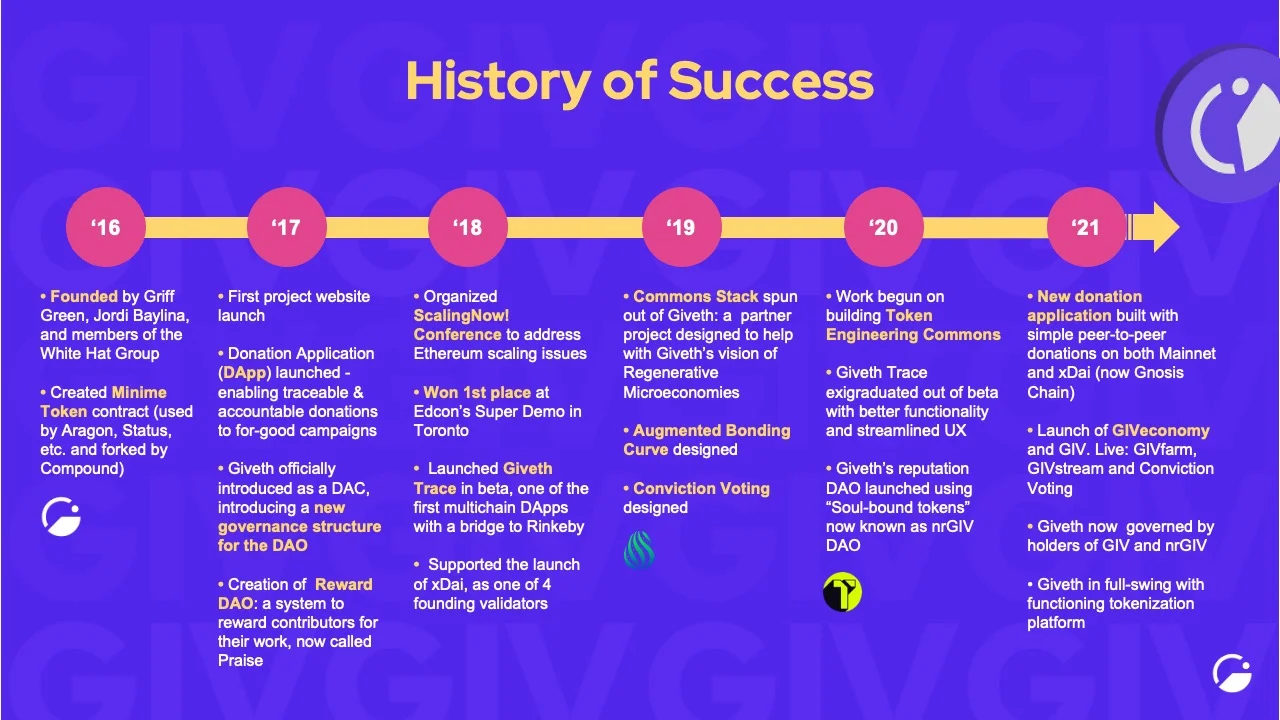 History of Success
‘16
‘17
‘18
‘19
‘20
‘21
• Founded by Griff
Green, Jordi Baylina,
and members of the
White Hat Group
• Created Minime
Token contract (used
by Aragon, Status,
etc. and forked by
Compound)
• First project website
launch
• Donation Application
(DApp) launched -
enabling traceable &
accountable donations
to for-good campaigns
• Giveth officially
introduced as a DAC,
introducing a new
governance structure
for the DAO
• Creation of Reward
DAO: a system to
reward contributors for
their work, now called
Praise
• Organized
ScalingNow!
Conference to address
Ethereum scaling issues
• Won 1st place at
Edcon’s Super Demo in
Toronto
• Launched Giveth
Trace in beta, one of the
first multichain DApps
with a bridge to Rinkeby
• Supported the launch
of xDai, as one of 4
founding validators
• Commons Stack spun
out of Giveth: a partner
project designed to help
with Giveth’s vision of
Regenerative
Microeconomies
• Augmented Bonding
Curve designed
• Conviction Voting
designed
• Work begun on
building Token
Engineering Commons
• Giveth Trace
exigraduated out of beta
with better functionality
and streamlined UX
• Giveth’s reputation
DAO launched using
“Soul-bound tokens”
now known as nrGIV
DAO
• New donation
application built with
simple peer-to-peer
donations on both Mainnet
and xDai (now Gnosis
Chain)
• Launch of GIVeconomy
and GIV. Live: GIVfarm,
GIVstream and Conviction
Voting
• Giveth now governed by
holders of GIV and nrGIV
• Giveth in full-swing with
functioning tokenization
platform